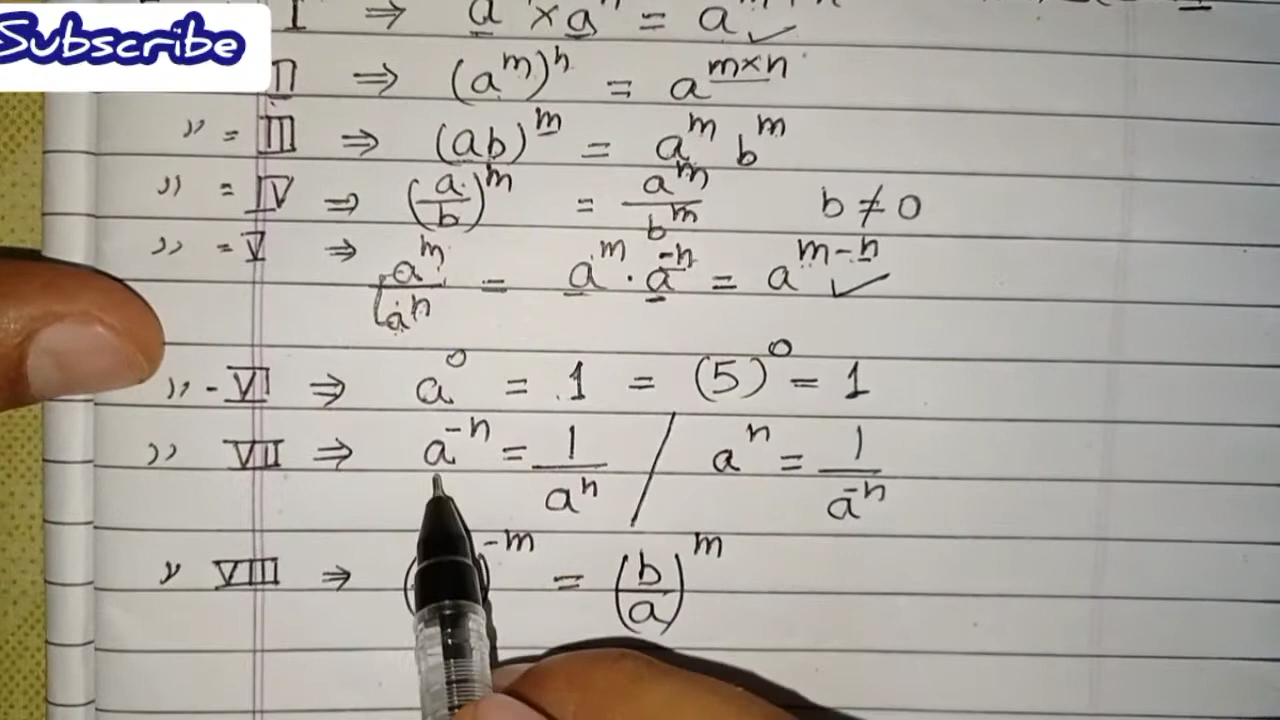 Subscribe
I ⇒ a × a = a
II ⇒ (a^m)^n = a^{m×n}
" = III ⇒ (ab)^m = a^m b^m
" = IV ⇒ (a/b)^m = a^m/b^m b ≠ 0
" = V ⇒ a^m/a^n = a^m · a^{-n} = a^{m-n} ✓
" - VI ⇒ a^0 = 1 = (5)^0 = 1
" VII ⇒ a^{-n} = 1/a^n / a^n = 1/a^{-n}
" VIII ⇒ ( )^{-m} = (b/a)^m